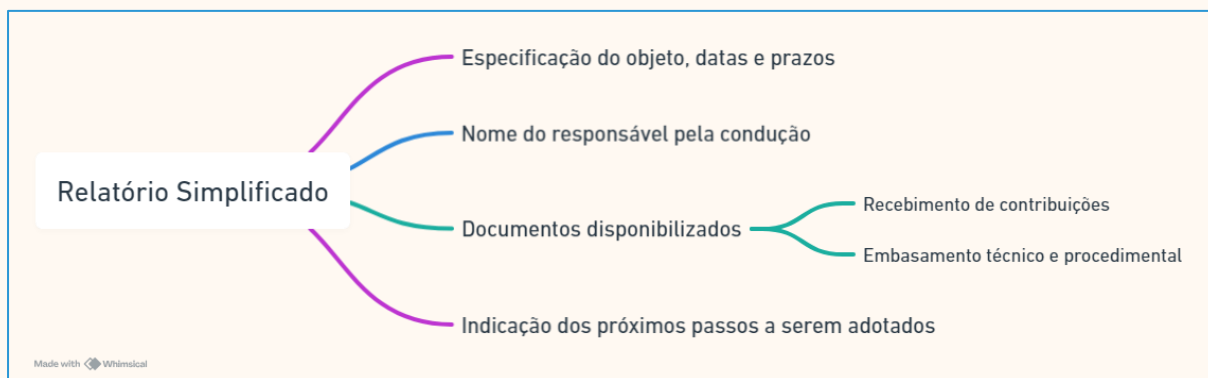 Relatório Simplificado
Especificação do objeto, datas e prazos
Nome do responsável pela condução
Documentos disponibilizados
Recebimento de contribuições
Embasamento técnico e procedimental
Indicação dos próximos passos a serem adotados
Made with Whimsical